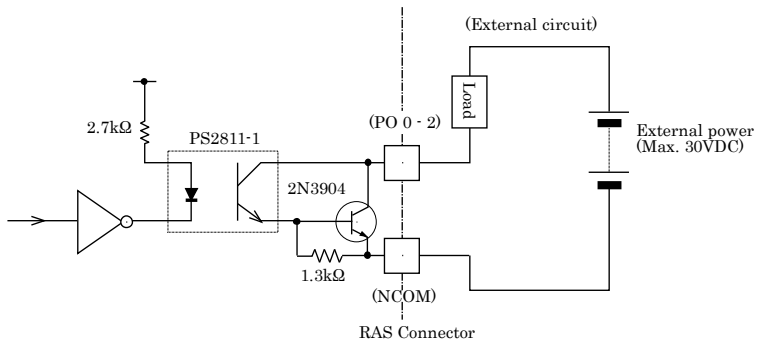 (External circuit)
Load
2.7kΩ
(PO 0 - 2)
External power
(Max. 30VDC)
PS2811-1
2N3904
1.3kΩ
(NCOM)
RAS Connector